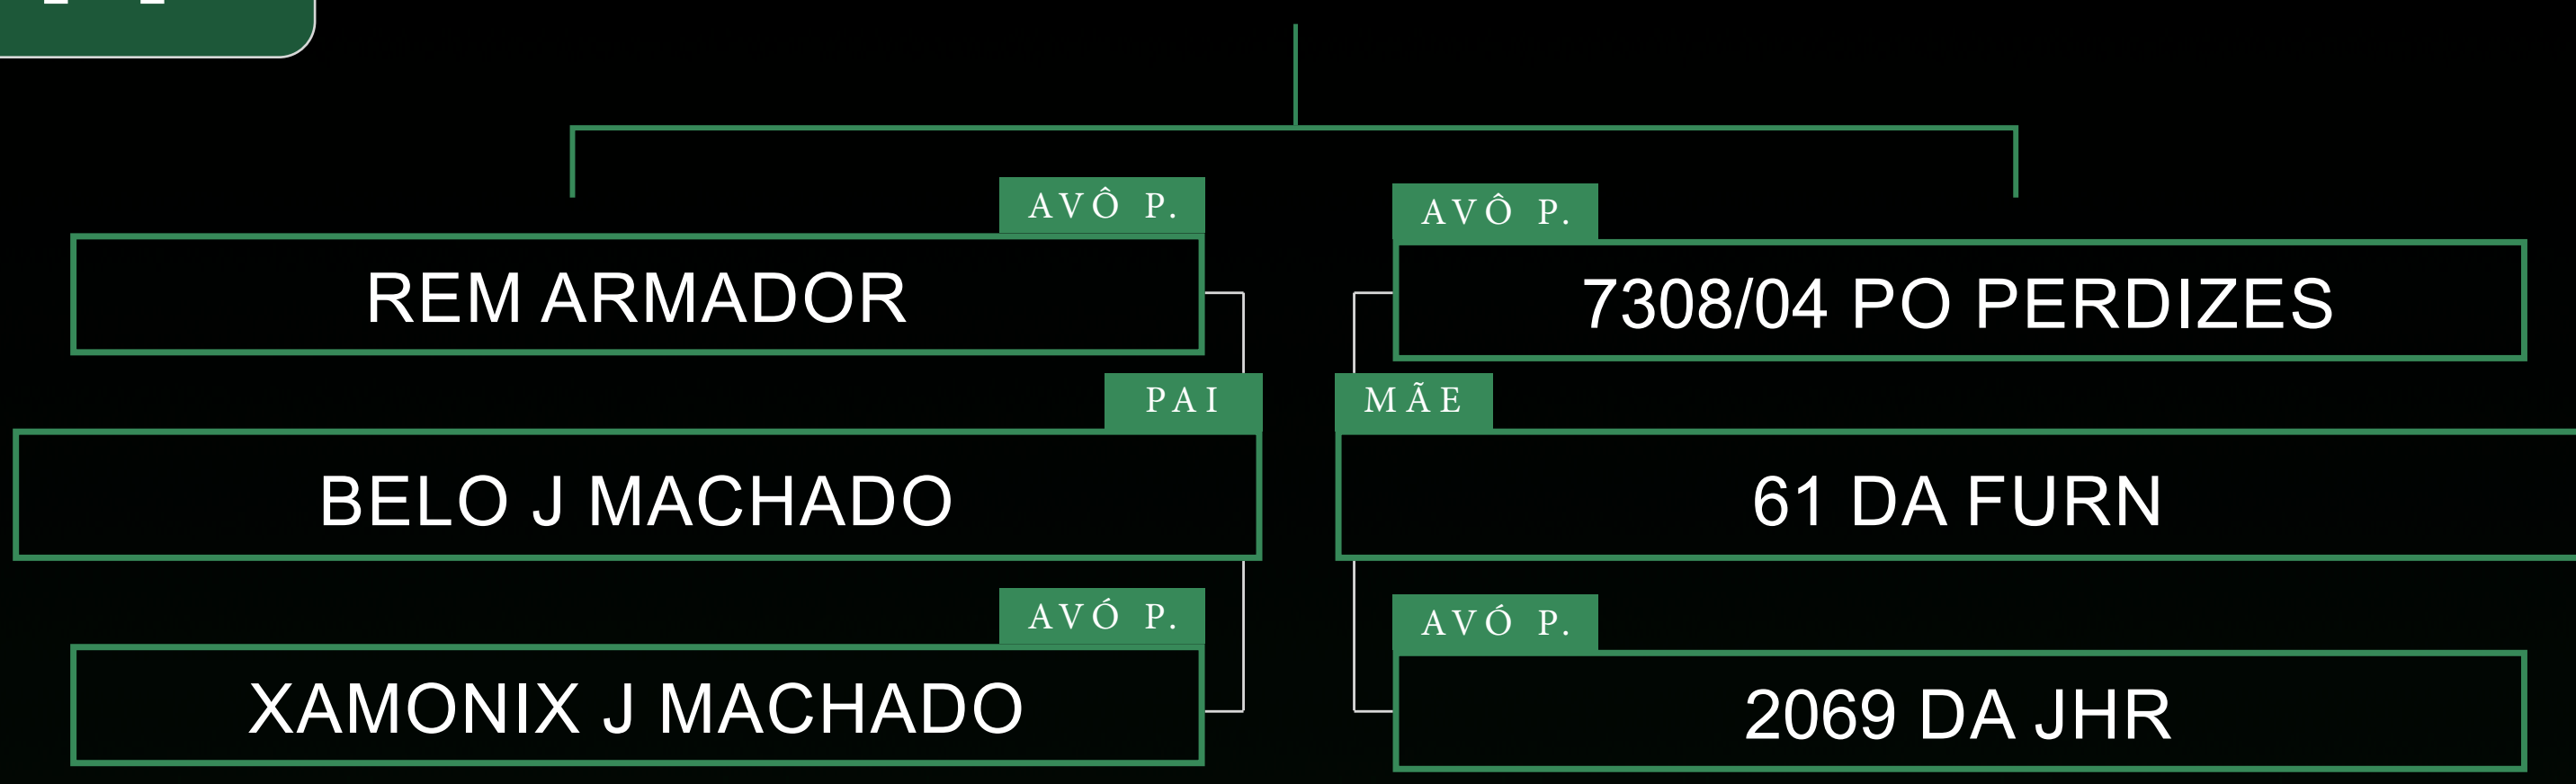 AVÔ P.
REM ARMADOR
PAI
BELO J MACHADO
AVÓ P.
XAMONIX J MACHADO
AVÔ P.
7308/04 PO PERDIZES
MÃE
61 DA FURN
AVÓ P.
2069 DA JHR